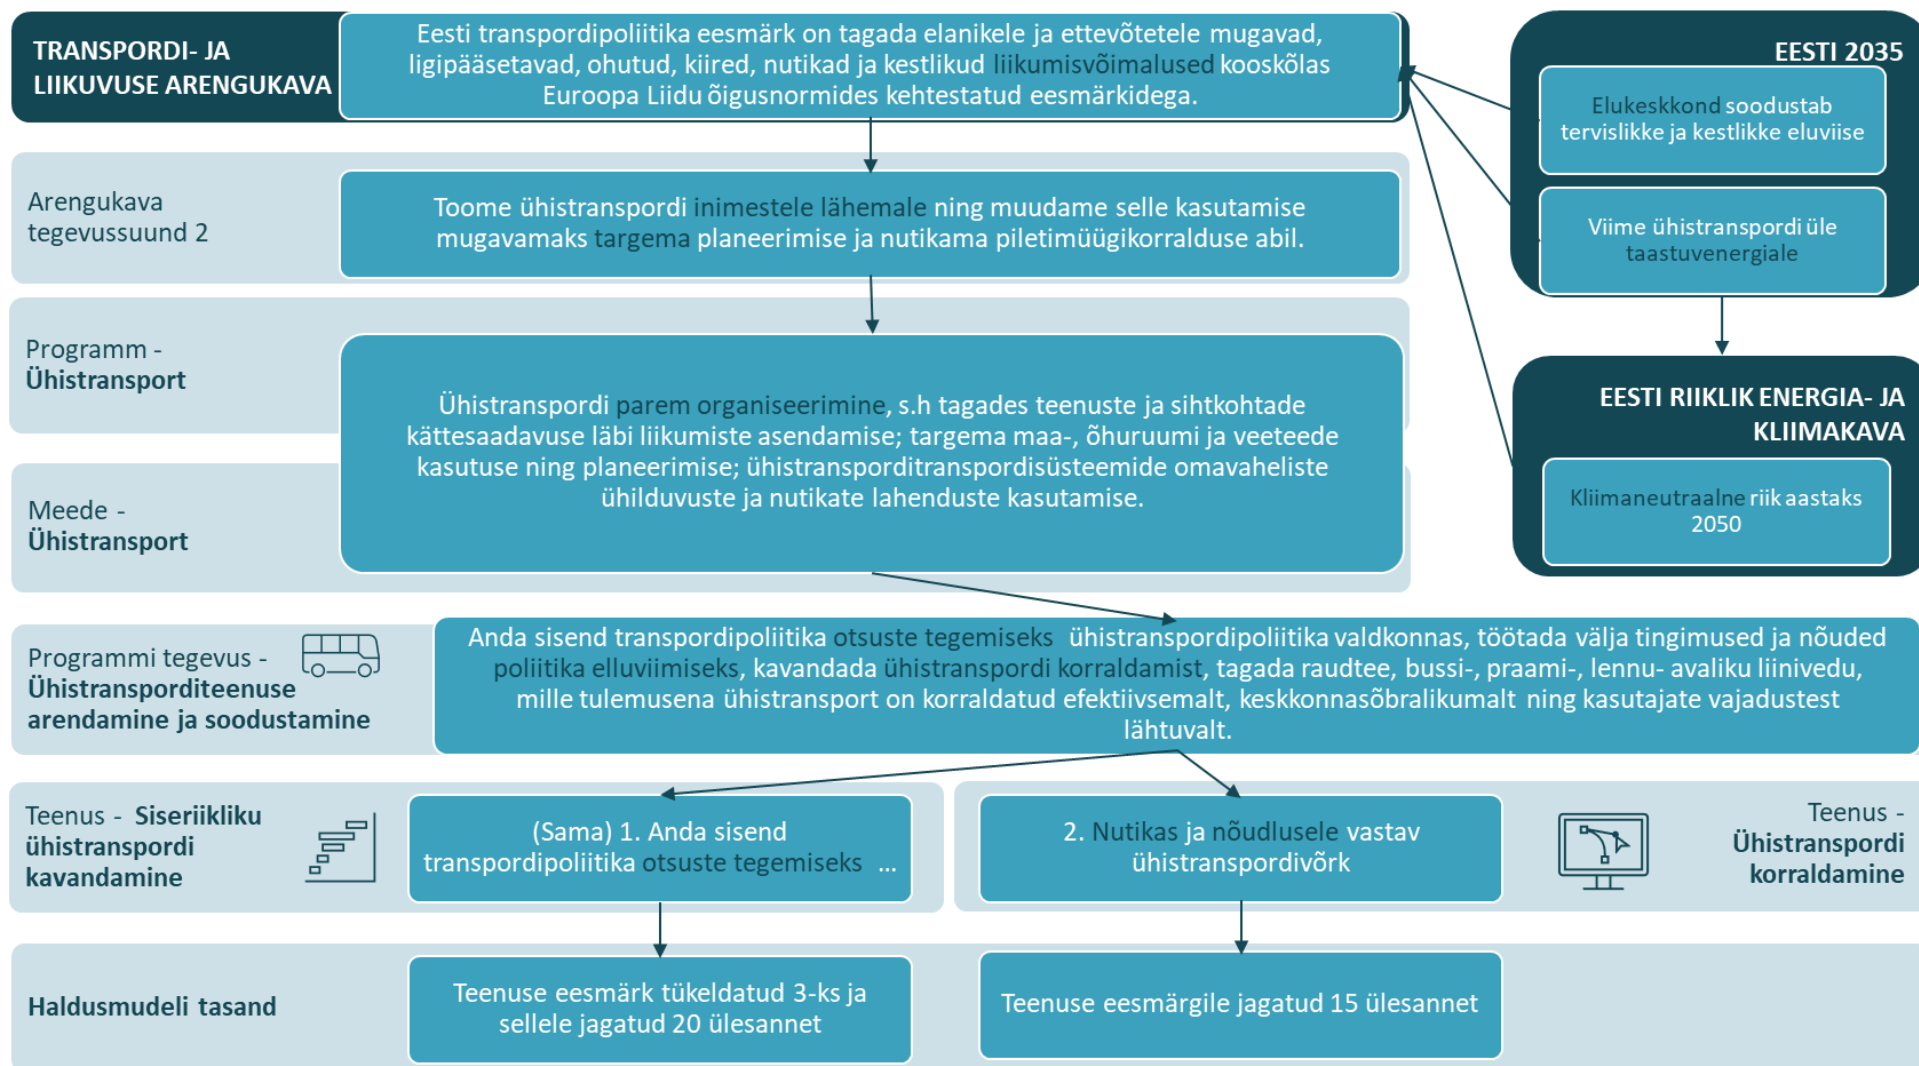 TRANSPORDI- JA
LIIKUVUSE ARENGUKAVA
Eesti transpordipoliitika eesmärk on tagada elanikele ja ettevõtetele mugavad,
ligipääsetavad, ohutud, kiired, nutikad ja kestlikud liikumisvõimalused kooskõlas
Euroopa Liidu õigusnormides kehtestatud eesmärkidega.
EESTI 2035
Elukeskkond soodustab
tervislikke ja kestlikke eluviise
Viime ühistranspordi üle
taastuvenergiale
Arengukava
tegevussuund 2
Toome ühistranspordi inimestele lähemale ning muudame selle kasutamise
mugavamaks targema planeerimise ja nutikama piletimüügikorralduse abil.
Programm -
Ühistransport
Meede -
Ühistransport
Ühistranspordi parem organiseerimine, s.h tagades teenuste ja sihtkohtade
kättesaadavuse läbi liikumiste asendamise; targema maa-, õhuruumi ja veeteede
kasutuse ning planeerimise; ühistransporditranspordisüsteemide omavaheliste
ühilduvuste ja nutikate lahenduste kasutamise.
EESTI RIIKLIK ENERGIA- JA
KLIIMAKAVA
Kliimaneutraalne riik aastaks
2050
Programmi tegevus -
Ühistransporditeenuse
arendamine ja soodustamine
Anda sisend transpordipoliitika otsuste tegemiseks ühistranspordipoliitika valdkonnas, töötada välja tingimused ja nõuded
poliitika elluviimiseks, kavandada ühistranspordi korraldamist, tagada raudtee, bussi-, praami-, lennu- avaliku liinivedu,
mille tulemusena ühistransport on korraldatud efektiivsemalt, keskkonnasõbralikumalt ning kasutajate vajadustest
lähtuvalt.
Teenus - Siseriikliku
ühistranspordi
kavandamine
(Sama) 1. Anda sisend
transpordipoliitika otsuste tegemiseks ...
2. Nutikas ja nõudlusele vastav
ühistranspordivõrk
Teenus -
Ühistranspordi
korraldamine
Haldusmudeli tasand
Teenuse eesmärk tükeldatud 3-ks ja
sellele jagatud 20 ülesannet
Teenuse eesmärgile jagatud 15 ülesannet